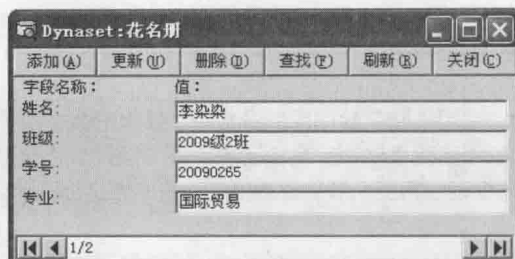 Dynaset:花名册
添加(A) 更新(U) 删除(D) 查找(F) 刷新(R) 关闭(C)
字段名称: 值:
姓名: 李染染
班级: 2009级2班
学号: 20090265
专业: 国际贸易
1/2